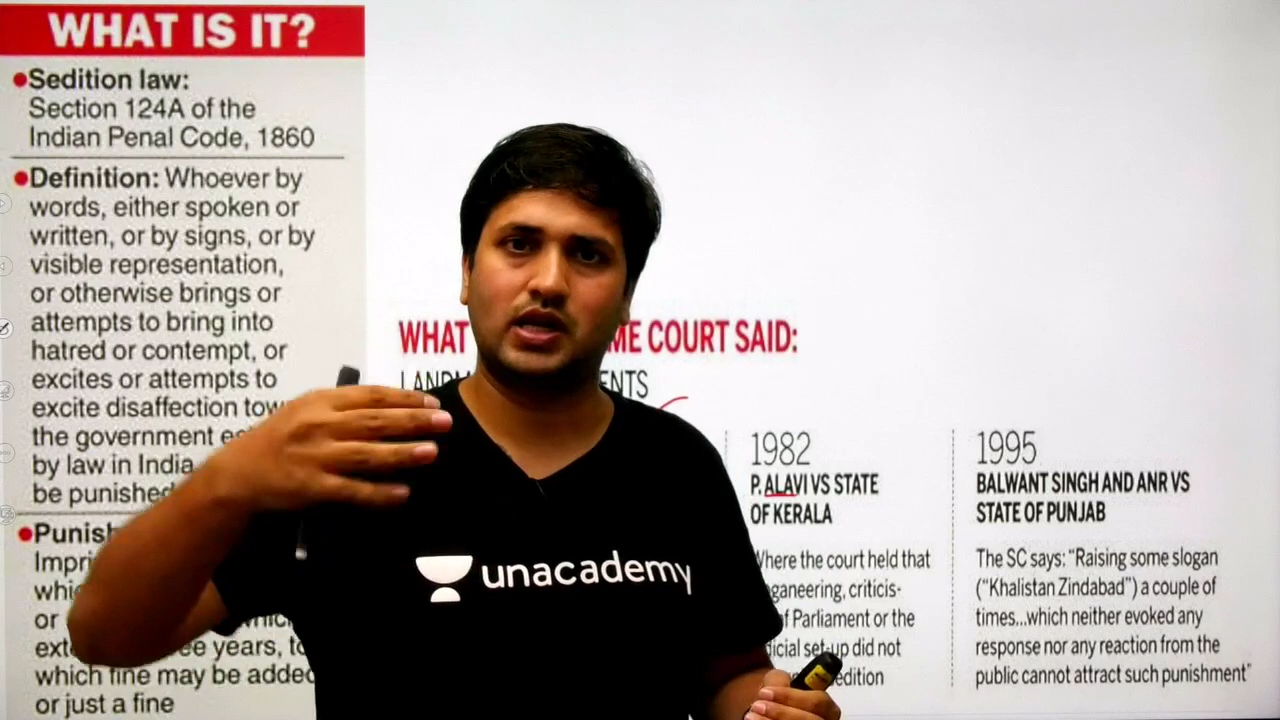 WHAT IS IT?
Sedition law:
Section 124A of the
Indian Penal Code, 1860
Definition: Whoever by
words, either spoken or
written, or by signs, or by
visible representation,
or otherwise brings or
attempts to bring into
hatred or contempt, or
excites or attempts to
excite disaffection
the government
by law in India
be punished
or
years,
which fine may be added
or just a fine
WHAT COURT SAID:
1982
P. ALAVI VS STATE
OF KERALA
Where the court held that
of Parliament or the
set-up did not
1995
BALWANT SINGH AND ANR VS
STATE OF PUNJAB
The SC says: “Raising some slogan
(“Khalistan Zindabad”) a couple of
times...which neither evoked any
response nor any reaction from the
public cannot attract such punishment”
unacademy